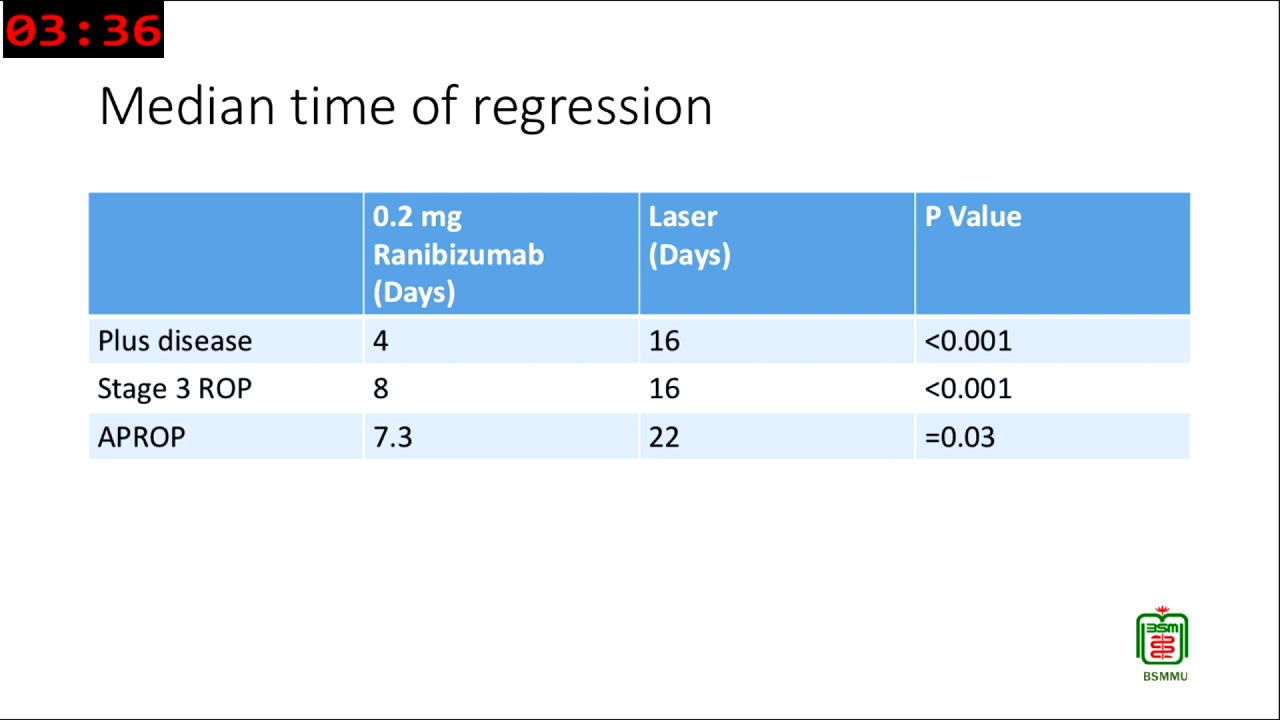 03:36
Median time of regression
0.2 mg
Ranibizumab
(Days)
Laser
(Days)
P Value
Plus disease 4 16 <0.001
Stage 3 ROP 8 16 <0.001
APROP 7.3 22 =0.03
BSM
BSMMU